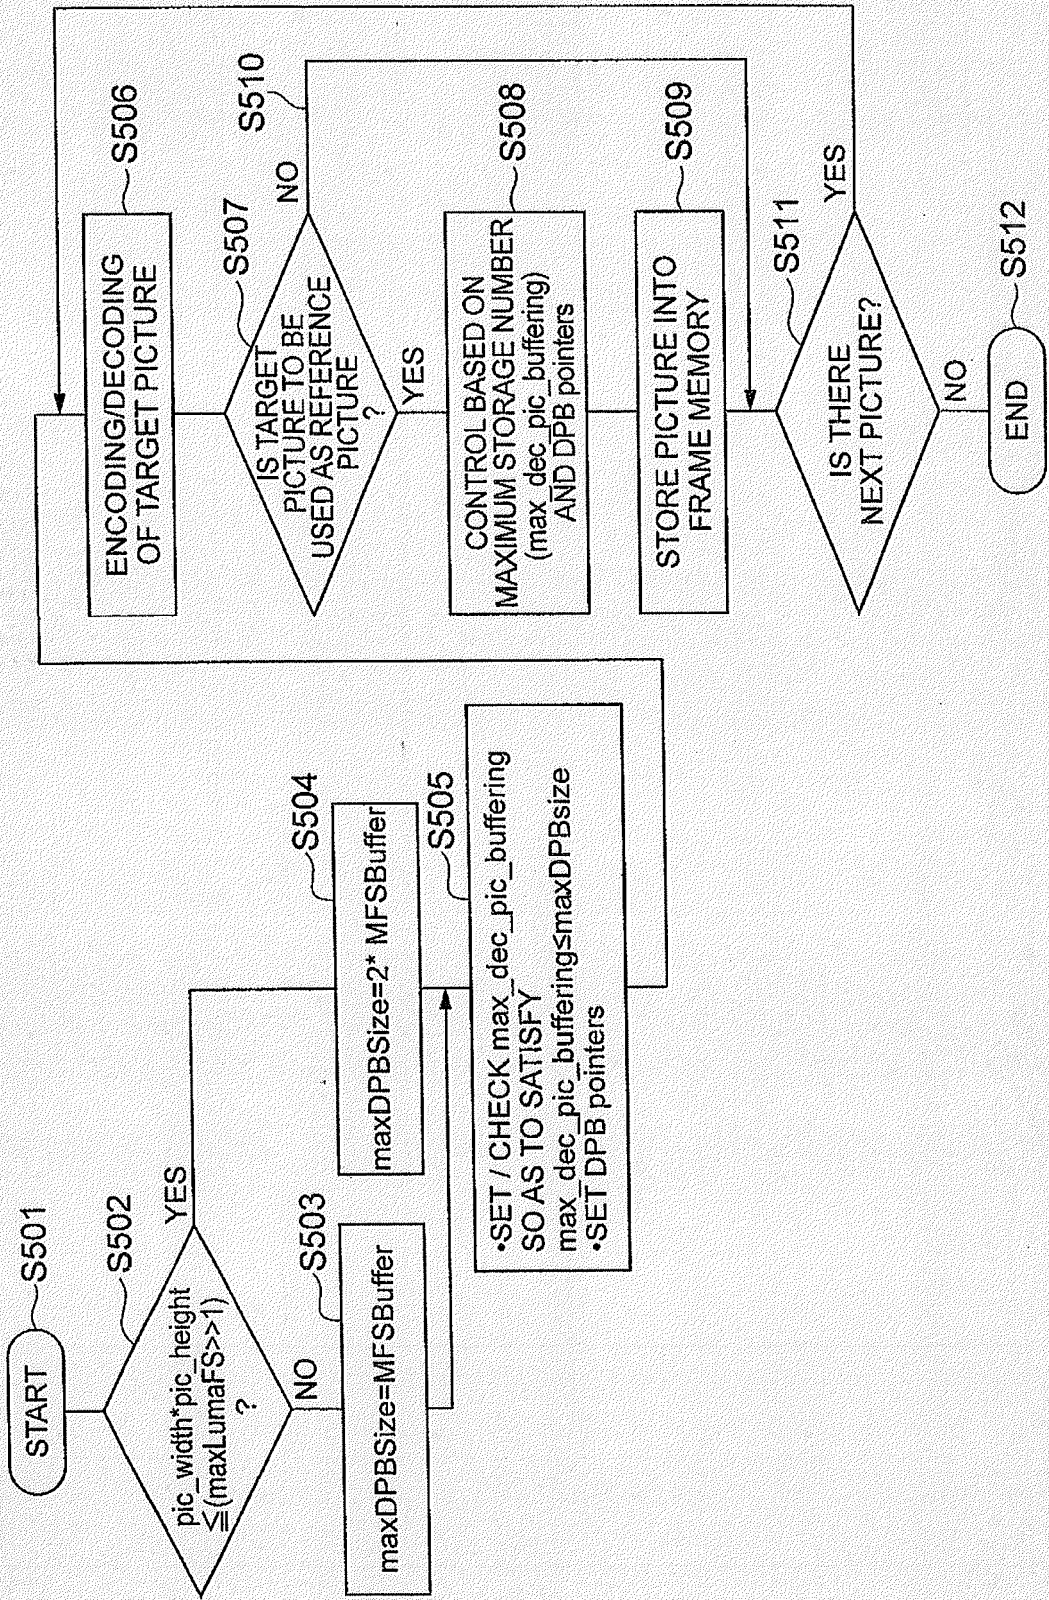 START
S501
pic_width*pic_height
≦(maxLumaFS>>1)
?
S502
YES
NO
maxDPBSize=MFSBuffer
S503
maxDPBSize=2* MFSBuffer
S504
•SET / CHECK max_dec_pic_buffering
SO AS TO SATISFY
max_dec_pic_buffering≤maxDPBsize
•SET DPB pointers
S505
ENCODING/DECODING
OF TARGET PICTURE
S506
IS TARGET
PICTURE TO BE
USED AS REFERENCE
PICTURE
?
S507
NO
S510
YES
CONTROL BASED ON
MAXIMUM STORAGE NUMBER
(max_dec_pic_buffering)
AND DPB pointers
S508
STORE PICTURE INTO
FRAME MEMORY
S509
IS THERE
NEXT PICTURE?
S511
YES
NO
END
S512